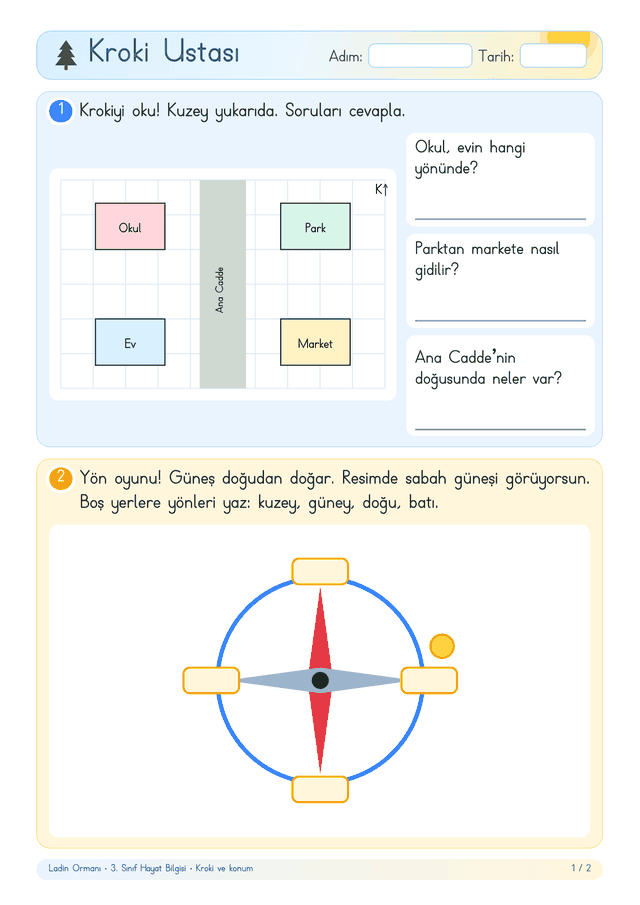 Kroki Ustası
Adım:
Tarih:
1
Krokiyi oku! Kuzey yukarıda. Soruları cevapla.
K↑
Okul
Park
Ana Cadde
Ev
Market
Okul, evin hangi
yönünde?
Parktan markete nasıl
gidilir?
Ana Cadde’nin
doğusunda neler var?
2
Yön oyunu! Güneş doğudan doğar. Resimde sabah güneşi görüyorsun.
Boş yerlere yönleri yaz: kuzey, güney, doğu, batı.
Ladin Ormanı • 3. Sınıf Hayat Bilgisi • Kroki ve konum
1 / 2